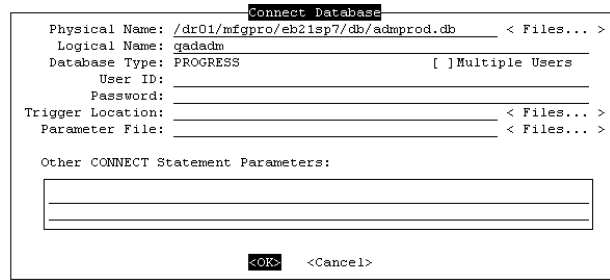 Connect Database
Physical Name: /dr01/mfgpro/eb21sp7/db/admprod.db < Files... >
Logical Name: qadadm
Database Type: PROGRESS [ ]Multiple Users
User ID:
Password:
Trigger Location: < Files... >
Parameter File: < Files... >
Other CONNECT Statement Parameters:
<OK> <Cancel>